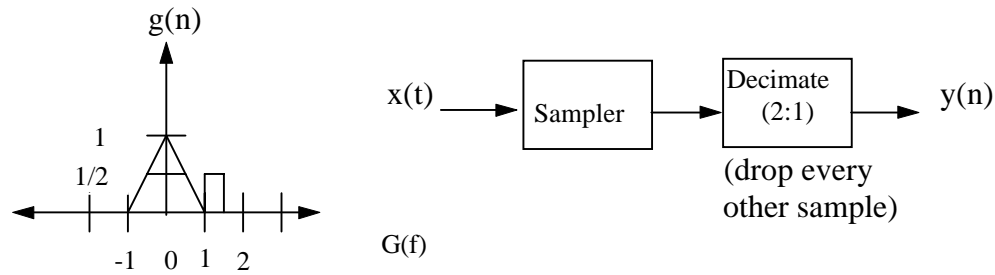 g(n)
1
1/2
-1 0 1 2
G(f)
x(t)
Sampler
Decimate
(2:1)
y(n)
(drop every
other sample)